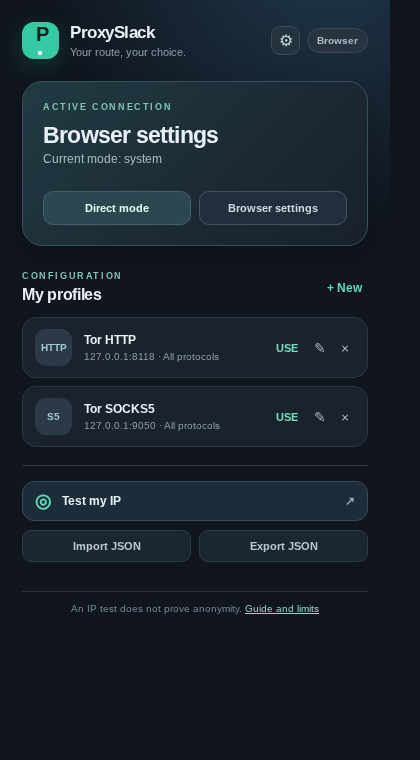 P
ProxySlack
Your route, your choice.
Browser
ACTIVE CONNECTION
Browser settings
Current mode: system
Direct mode
Browser settings
CONFIGURATION
My profiles
+ New
HTTP
Tor HTTP
127.0.0.1:8118 · All protocols
USE
S5
Tor SOCKS5
127.0.0.1:9050 · All protocols
USE
Test my IP
Import JSON
Export JSON
An IP test does not prove anonymity. Guide and limits